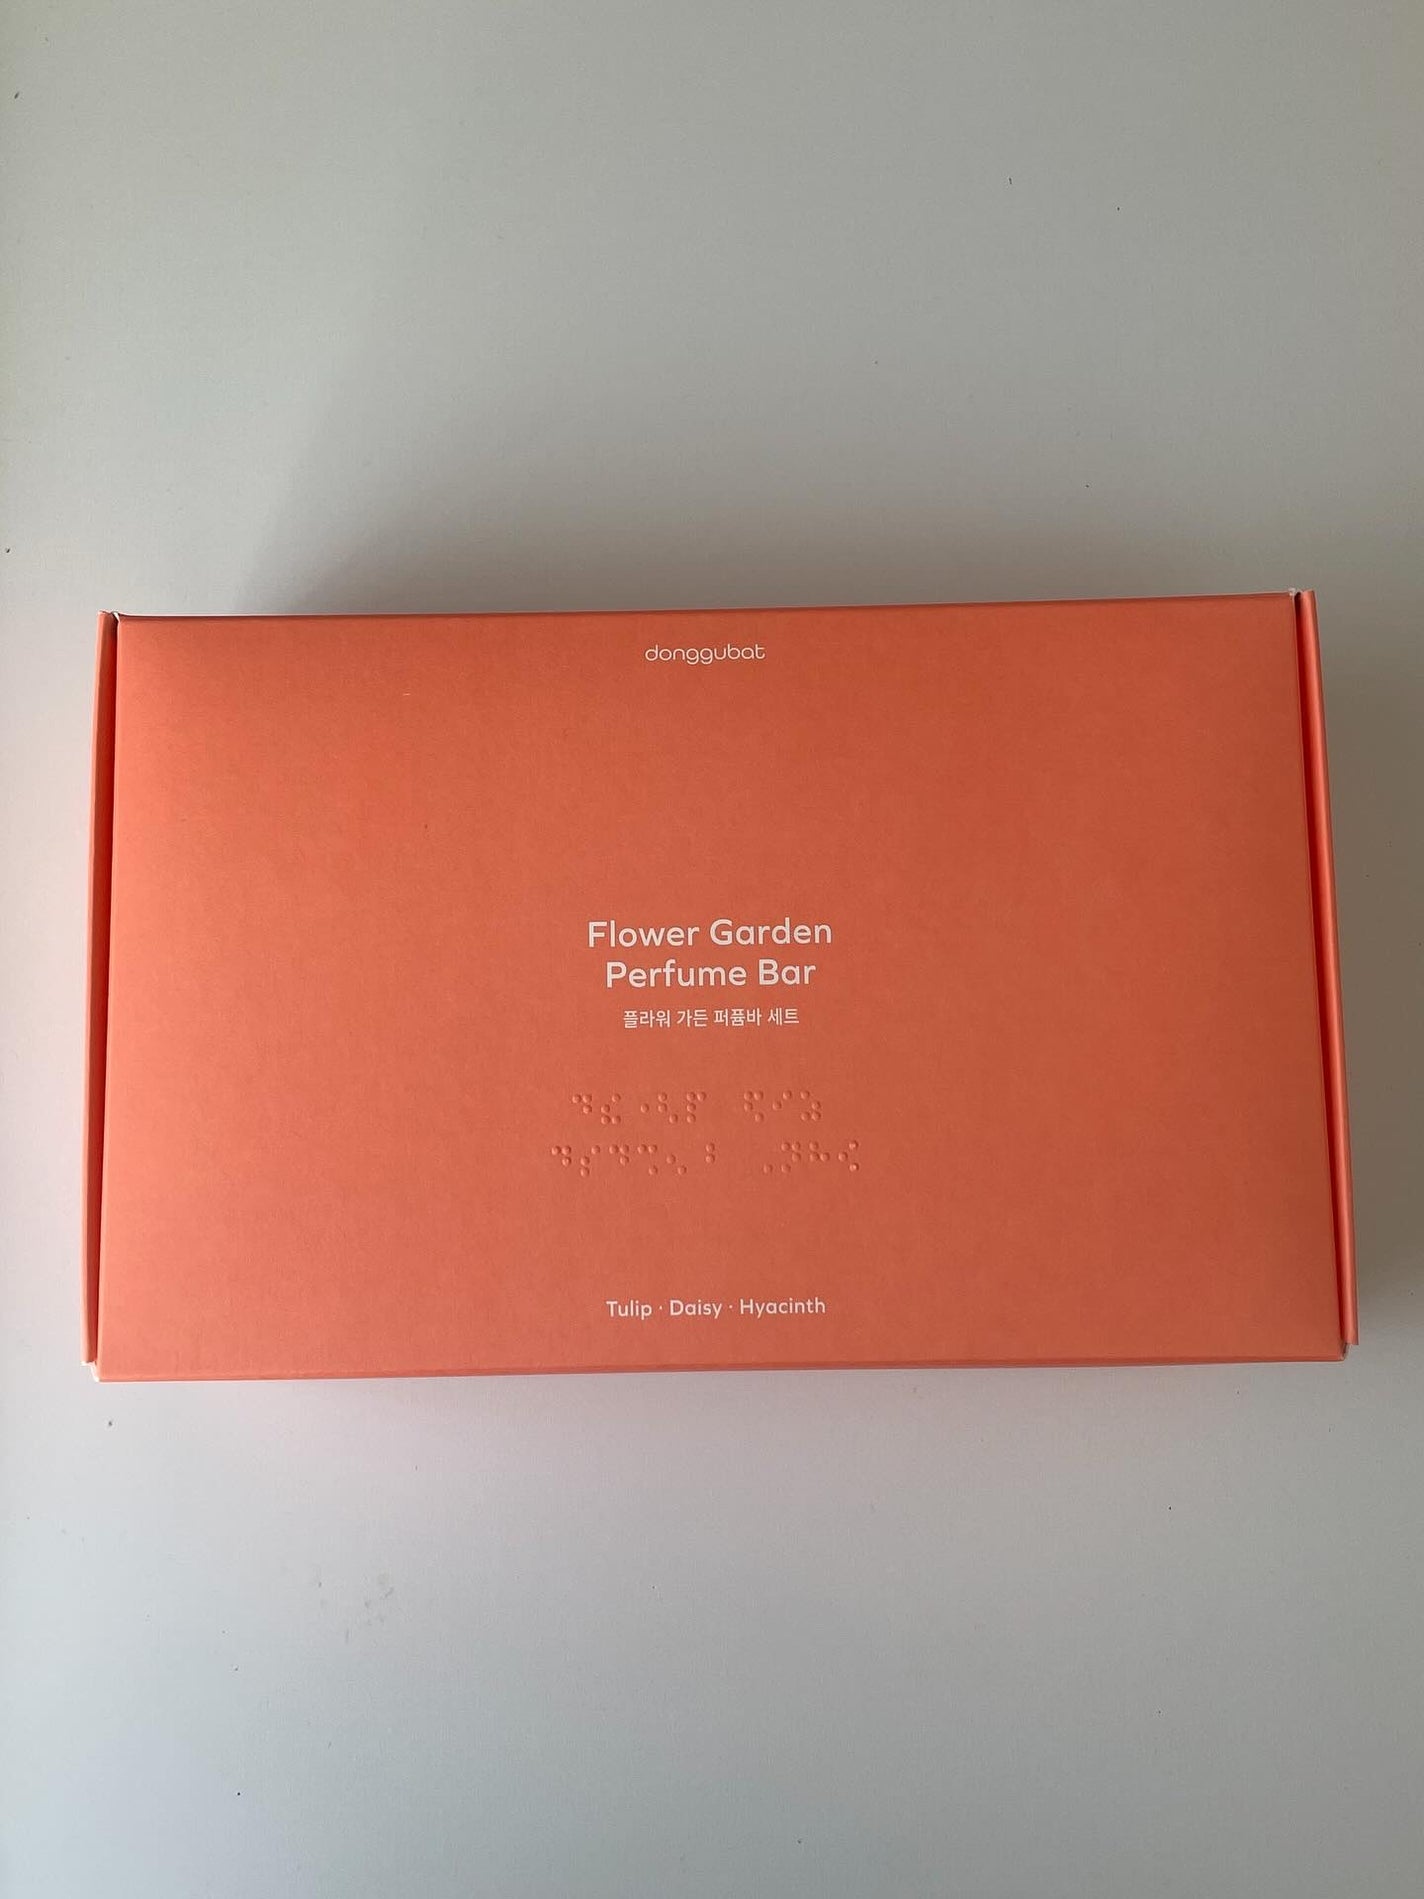 donggubat
Flower Garden
Perfume Bar
플라워 가든 퍼퓸바 세트
Tulip · Daisy · Hyacinth